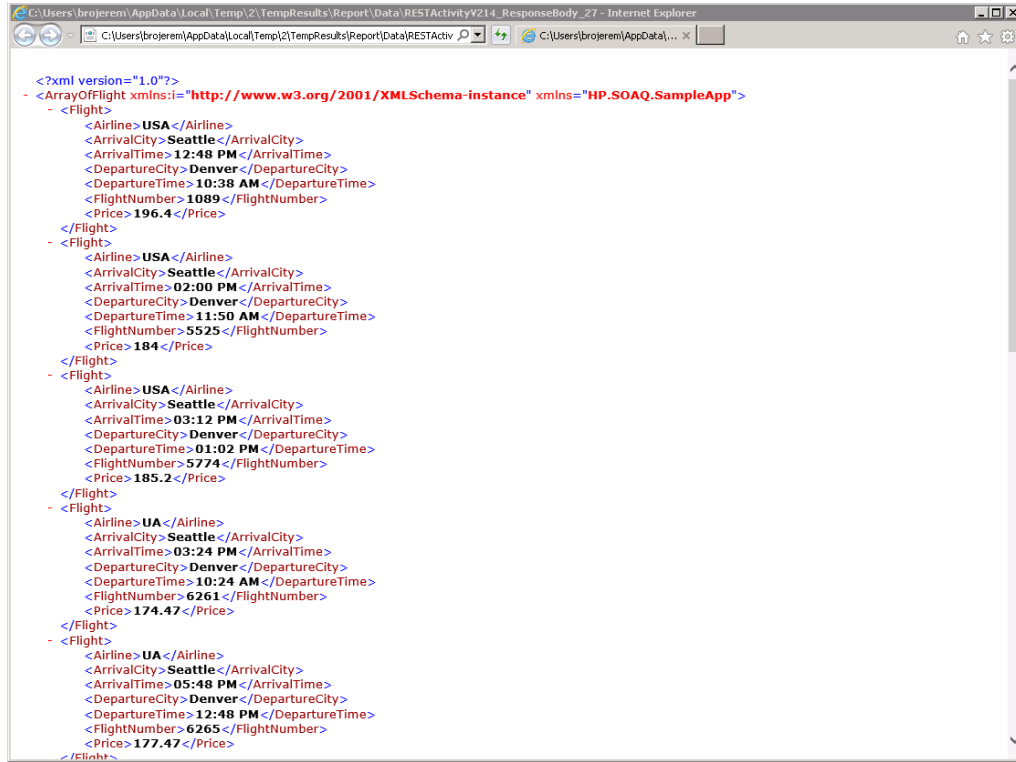 C:\Users\brojerem\AppData\Local\Temp\2\TempResults\Report\Data\RESTActivityV214_ResponseBody_27 - Internet Explorer
C:\Users\brojerem\AppData\Local\Temp\2\TempResults\Report\Data\RESTActiv
C:\Users\brojerem\AppData\...
<?xml version="1.0"?>
- <ArrayOfFlight xmlns:i="http://www.w3.org/2001/XMLSchema-instance" xmlns="HP.SOAQ.SampleApp">
- <Flight>
<Airline>USA</Airline>
<ArrivalCity>Seattle</ArrivalCity>
<ArrivalTime>12:48 PM</ArrivalTime>
<DepartureCity>Denver</DepartureCity>
<DepartureTime>10:38 AM</DepartureTime>
<FlightNumber>1089</FlightNumber>
<Price>196.4</Price>
</Flight>
- <Flight>
<Airline>USA</Airline>
<ArrivalCity>Seattle</ArrivalCity>
<ArrivalTime>02:00 PM</ArrivalTime>
<DepartureCity>Denver</DepartureCity>
<DepartureTime>11:50 AM</DepartureTime>
<FlightNumber>5525</FlightNumber>
<Price>184</Price>
</Flight>
- <Flight>
<Airline>USA</Airline>
<ArrivalCity>Seattle</ArrivalCity>
<ArrivalTime>03:12 PM</ArrivalTime>
<DepartureCity>Denver</DepartureCity>
<DepartureTime>01:02 PM</DepartureTime>
<FlightNumber>5774</FlightNumber>
<Price>185.2</Price>
</Flight>
- <Flight>
<Airline>UA</Airline>
<ArrivalCity>Seattle</ArrivalCity>
<ArrivalTime>03:24 PM</ArrivalTime>
<DepartureCity>Denver</DepartureCity>
<DepartureTime>10:24 AM</DepartureTime>
<FlightNumber>6261</FlightNumber>
<Price>174.47</Price>
</Flight>
- <Flight>
<Airline>UA</Airline>
<ArrivalCity>Seattle</ArrivalCity>
<ArrivalTime>05:48 PM</ArrivalTime>
<DepartureCity>Denver</DepartureCity>
<DepartureTime>12:48 PM</DepartureTime>
<FlightNumber>6265</FlightNumber>
<Price>177.47</Price>
</Flight>